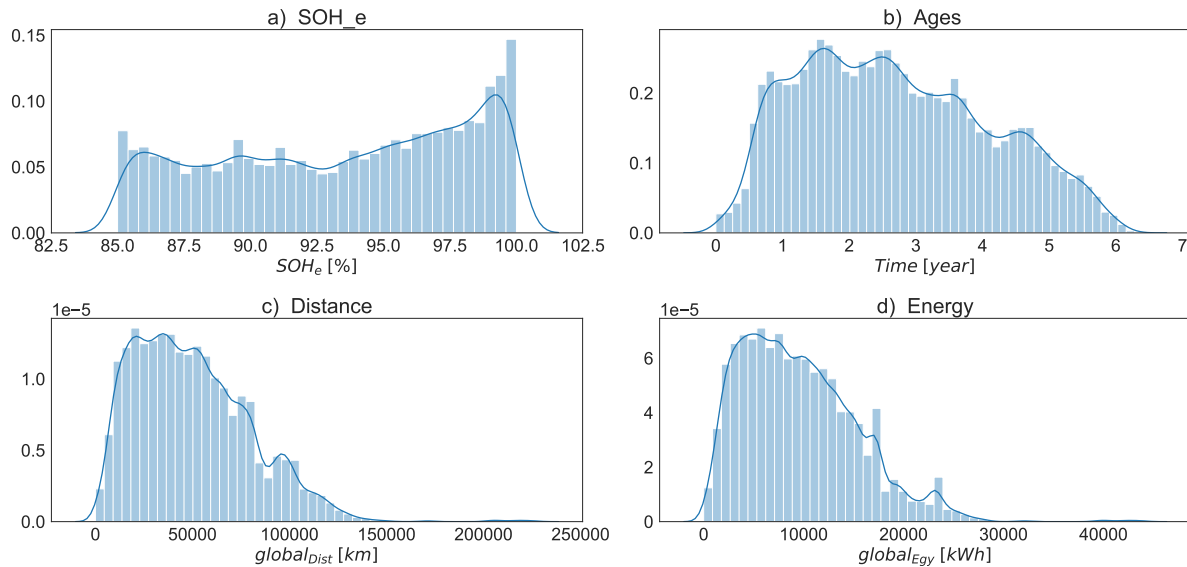 a) SOH_e
b) Ages
0.15
0.10
0.05
0.00
82.5 85.0 87.5 90.0 92.5 95.0 97.5 100.0 102.5
SOH_e [%]
0.2
0.1
0.0
0 1 2 3 4 5 6 7
Time [year]
c) Distance
d) Energy
1e−5
1.0
0.5
0.0
0 50000 100000 150000 200000 250000
global_Dist [km]
1e−5
6
4
2
0
0 10000 20000 30000 40000
global_Egy [kWh]